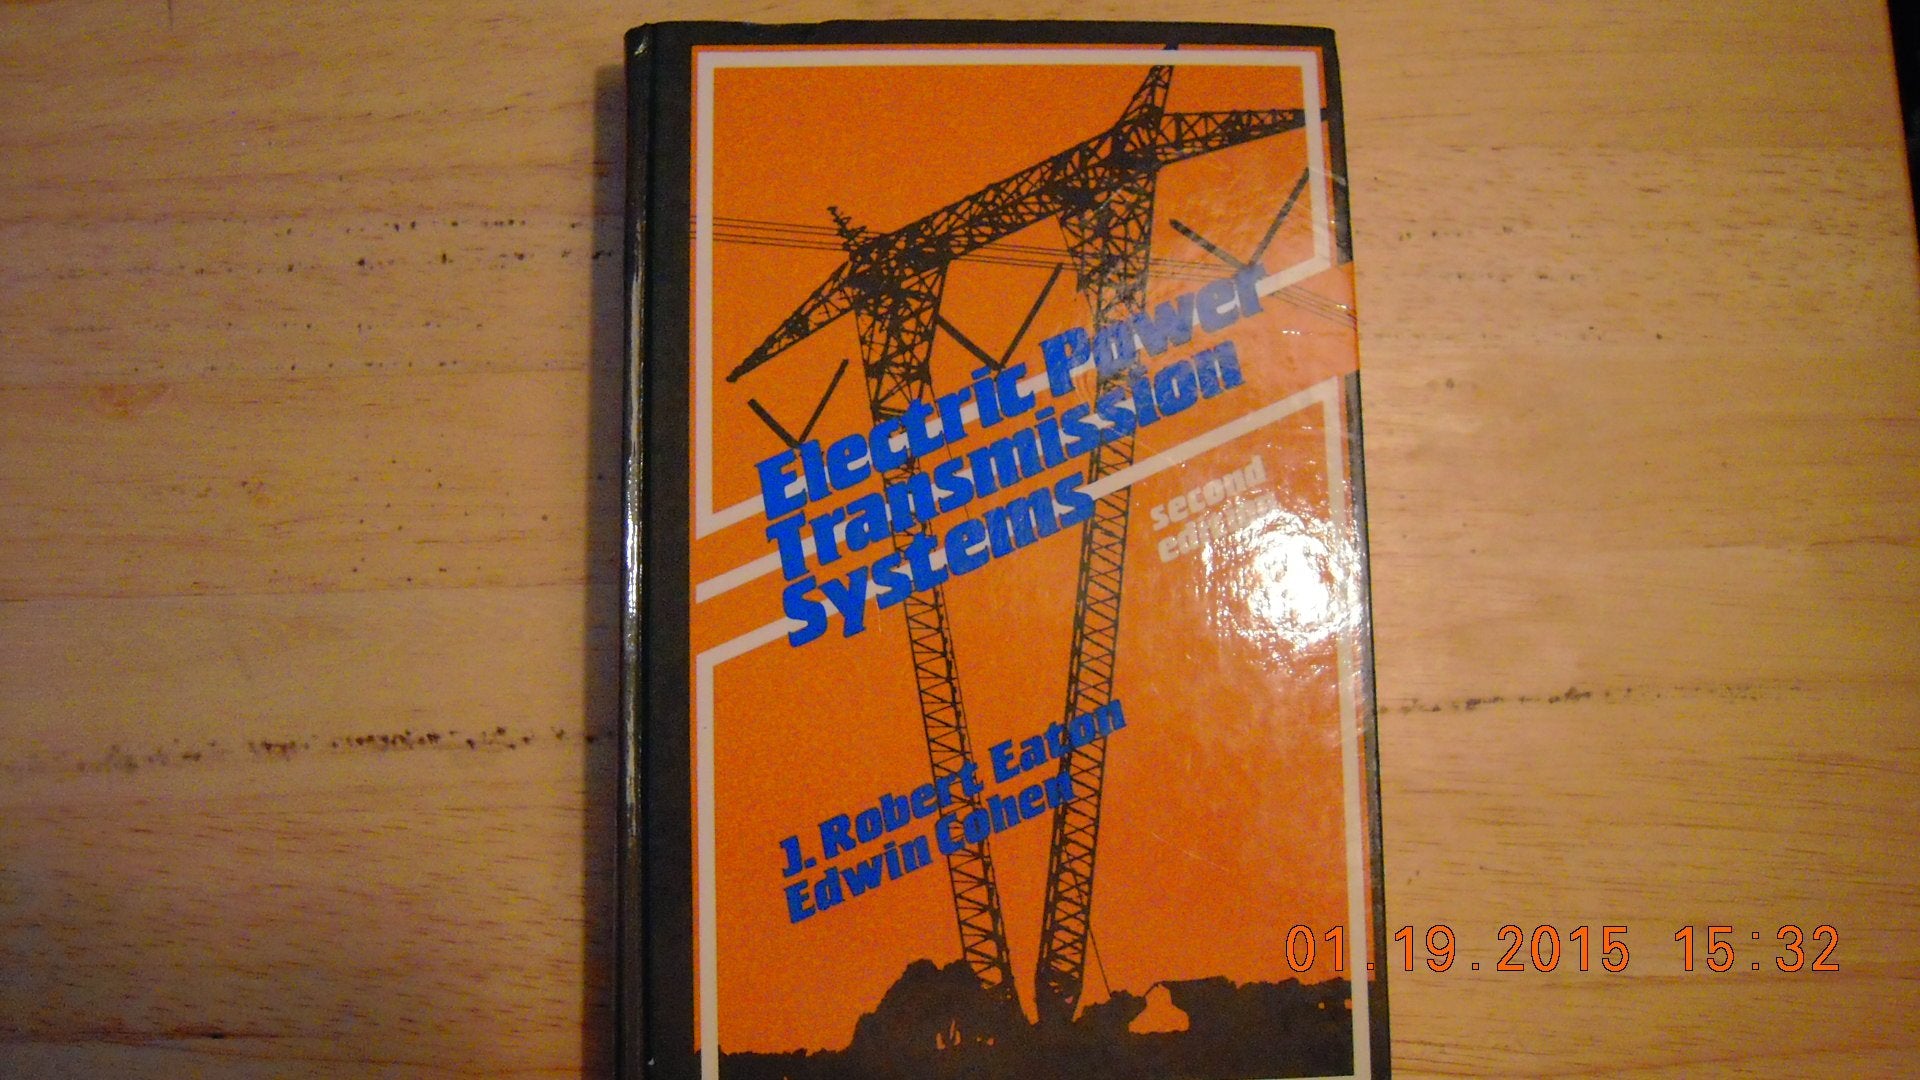 Electric Power
Transmission
Systems
second
edition
J. Robert Eaton
Edwin Cohen
01.19.2015 15:32